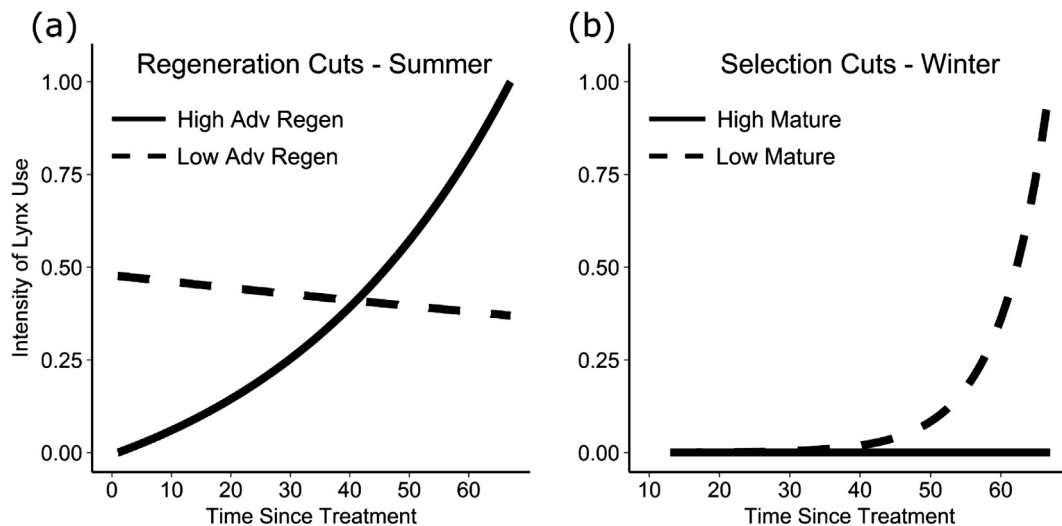 (a)
Regeneration Cuts - Summer
High Adv Regen
Low Adv Regen
Intensity of Lynx Use
1.00
0.75
0.50
0.25
0.00
0 10 20 30 40 50 60
Time Since Treatment
(b)
Selection Cuts - Winter
High Mature
Low Mature
1.00
0.75
0.50
0.25
0.00
10 20 30 40 50 60
Time Since Treatment